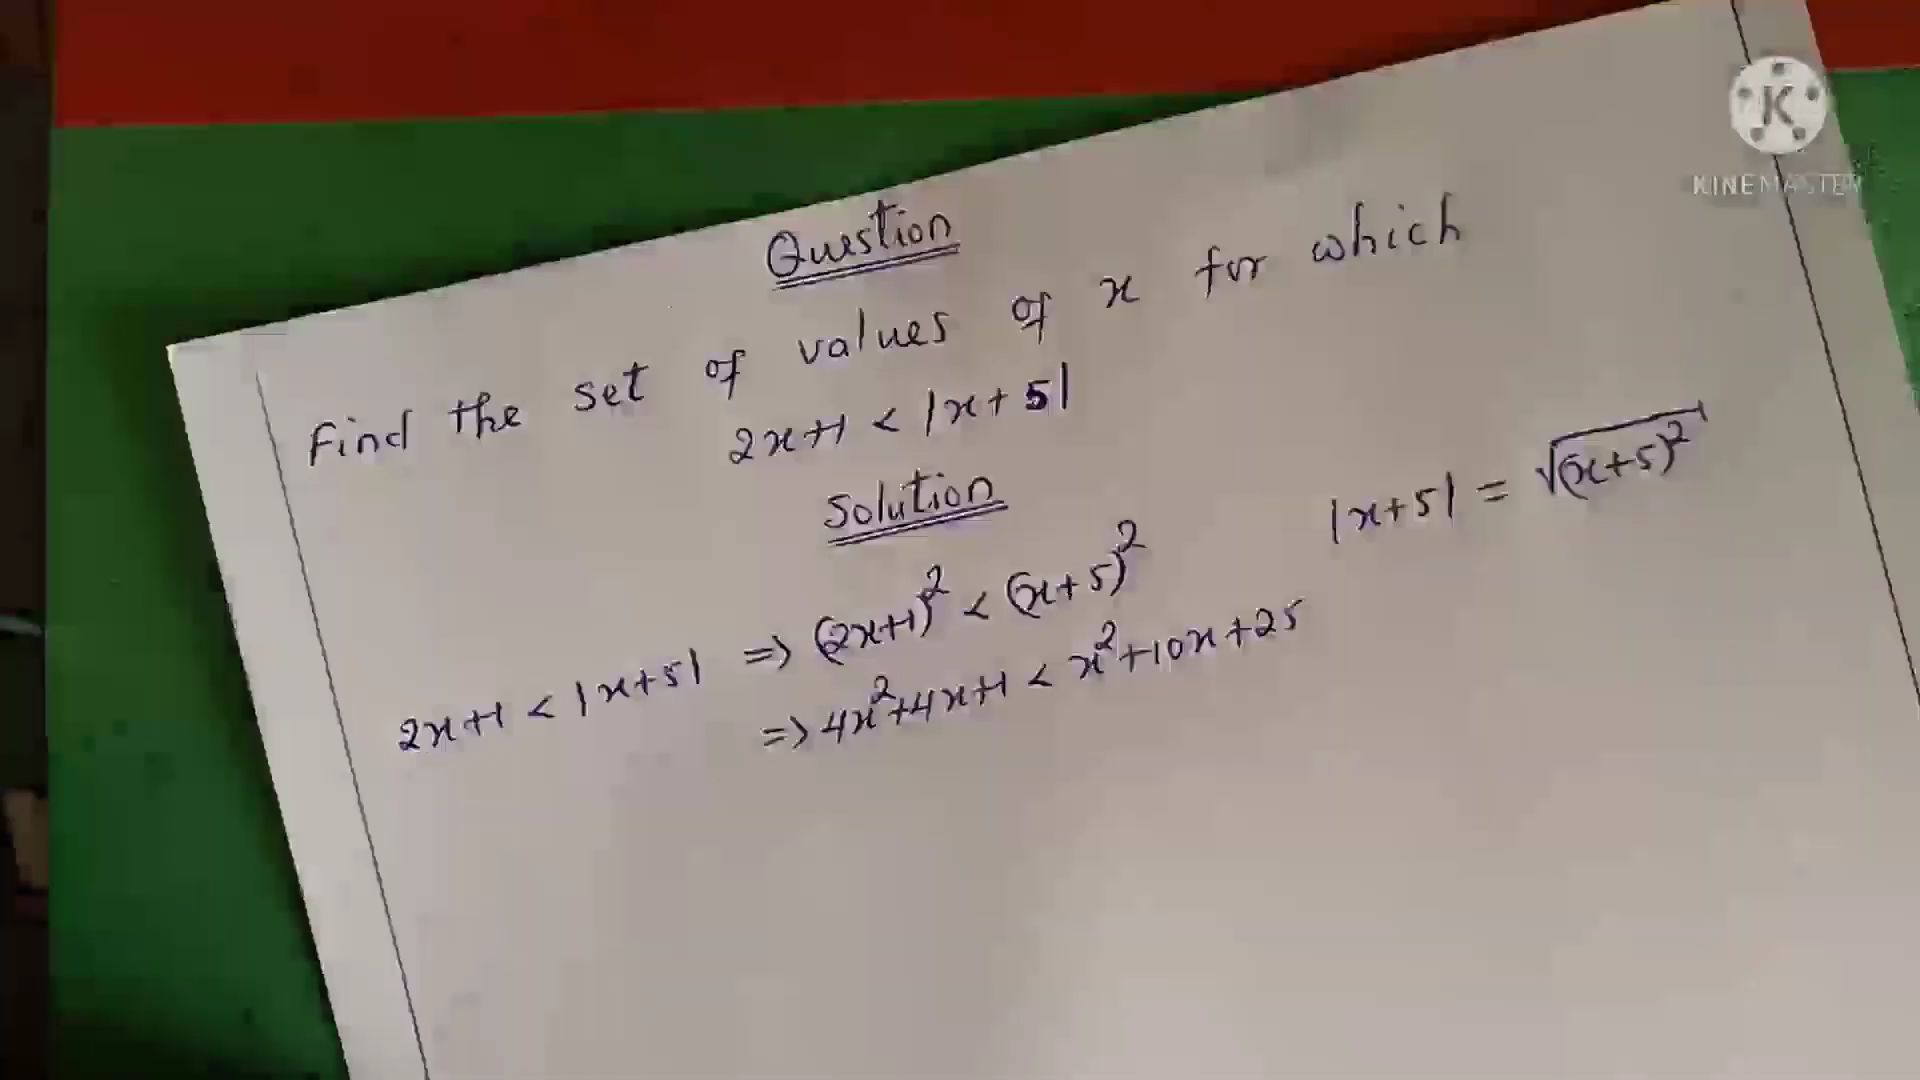 K
KINEMASTER
Question
Find the set of values of x for which
2x+1 < |x+5|
Solution
|x+5| = √(x+5)²
2x+1 < |x+5| => (2x+1)² < (x+5)²
=> 4x²+4x+1 < x²+10x+25